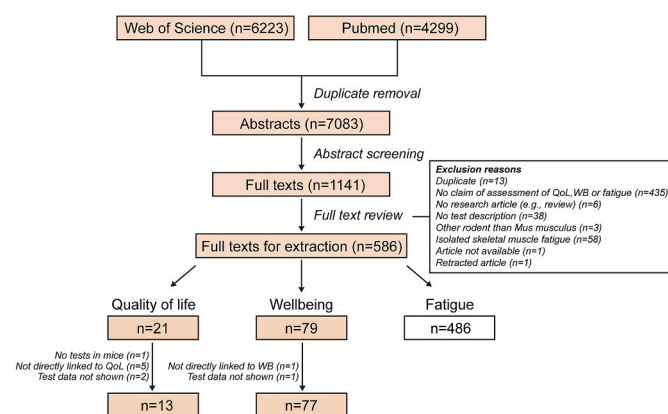 Web of Science (n=6223)
Pubmed (n=4299)
Duplicate removal
Abstracts (n=7083)
Abstract screening
Full texts (n=1141)
Full text review
Exclusion reasons
Duplicate (n=13)
No claim of assessment of QoL,WB or fatigue (n=435)
No research article (e.g., review) (n=6)
No test description (n=38)
Other rodent than Mus musculus (n=3)
Isolated skeletal muscle fatigue (n=58)
Article not available (n=1)
Retracted article (n=1)
Full texts for extraction (n=586)
Quality of life
Wellbeing
Fatigue
n=21
n=79
n=486
No tests in mice (n=1)
Not directly linked to QoL (n=5)
Test data not shown (n=2)
Not directly linked to WB (n=1)
Test data not shown (n=1)
n=13
n=77